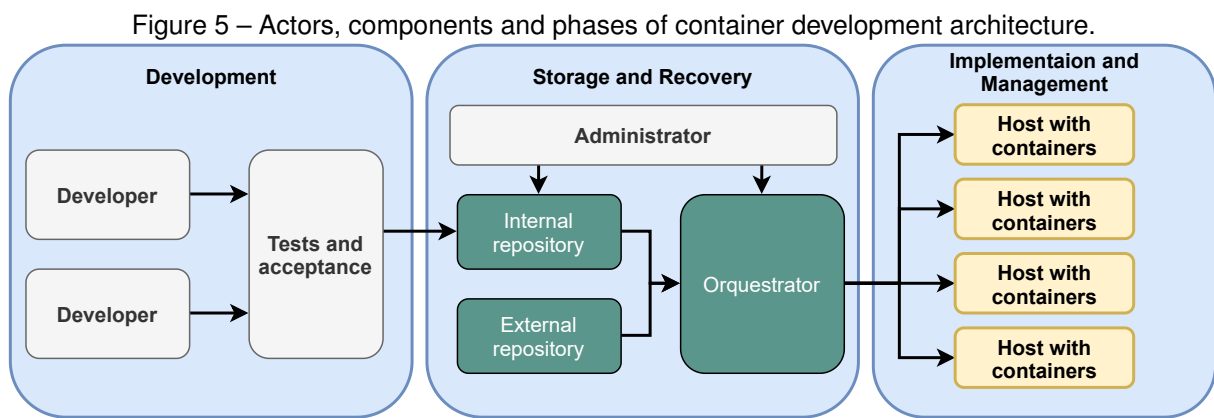 Figure 5 – Actors, components and phases of container development architecture.
Development
Developer
Developer
Tests and
acceptance
Storage and Recovery
Administrator
Internal
repository
External
repository
Orquestrator
Implementaion and
Management
Host with
containers
Host with
containers
Host with
containers
Host with
containers